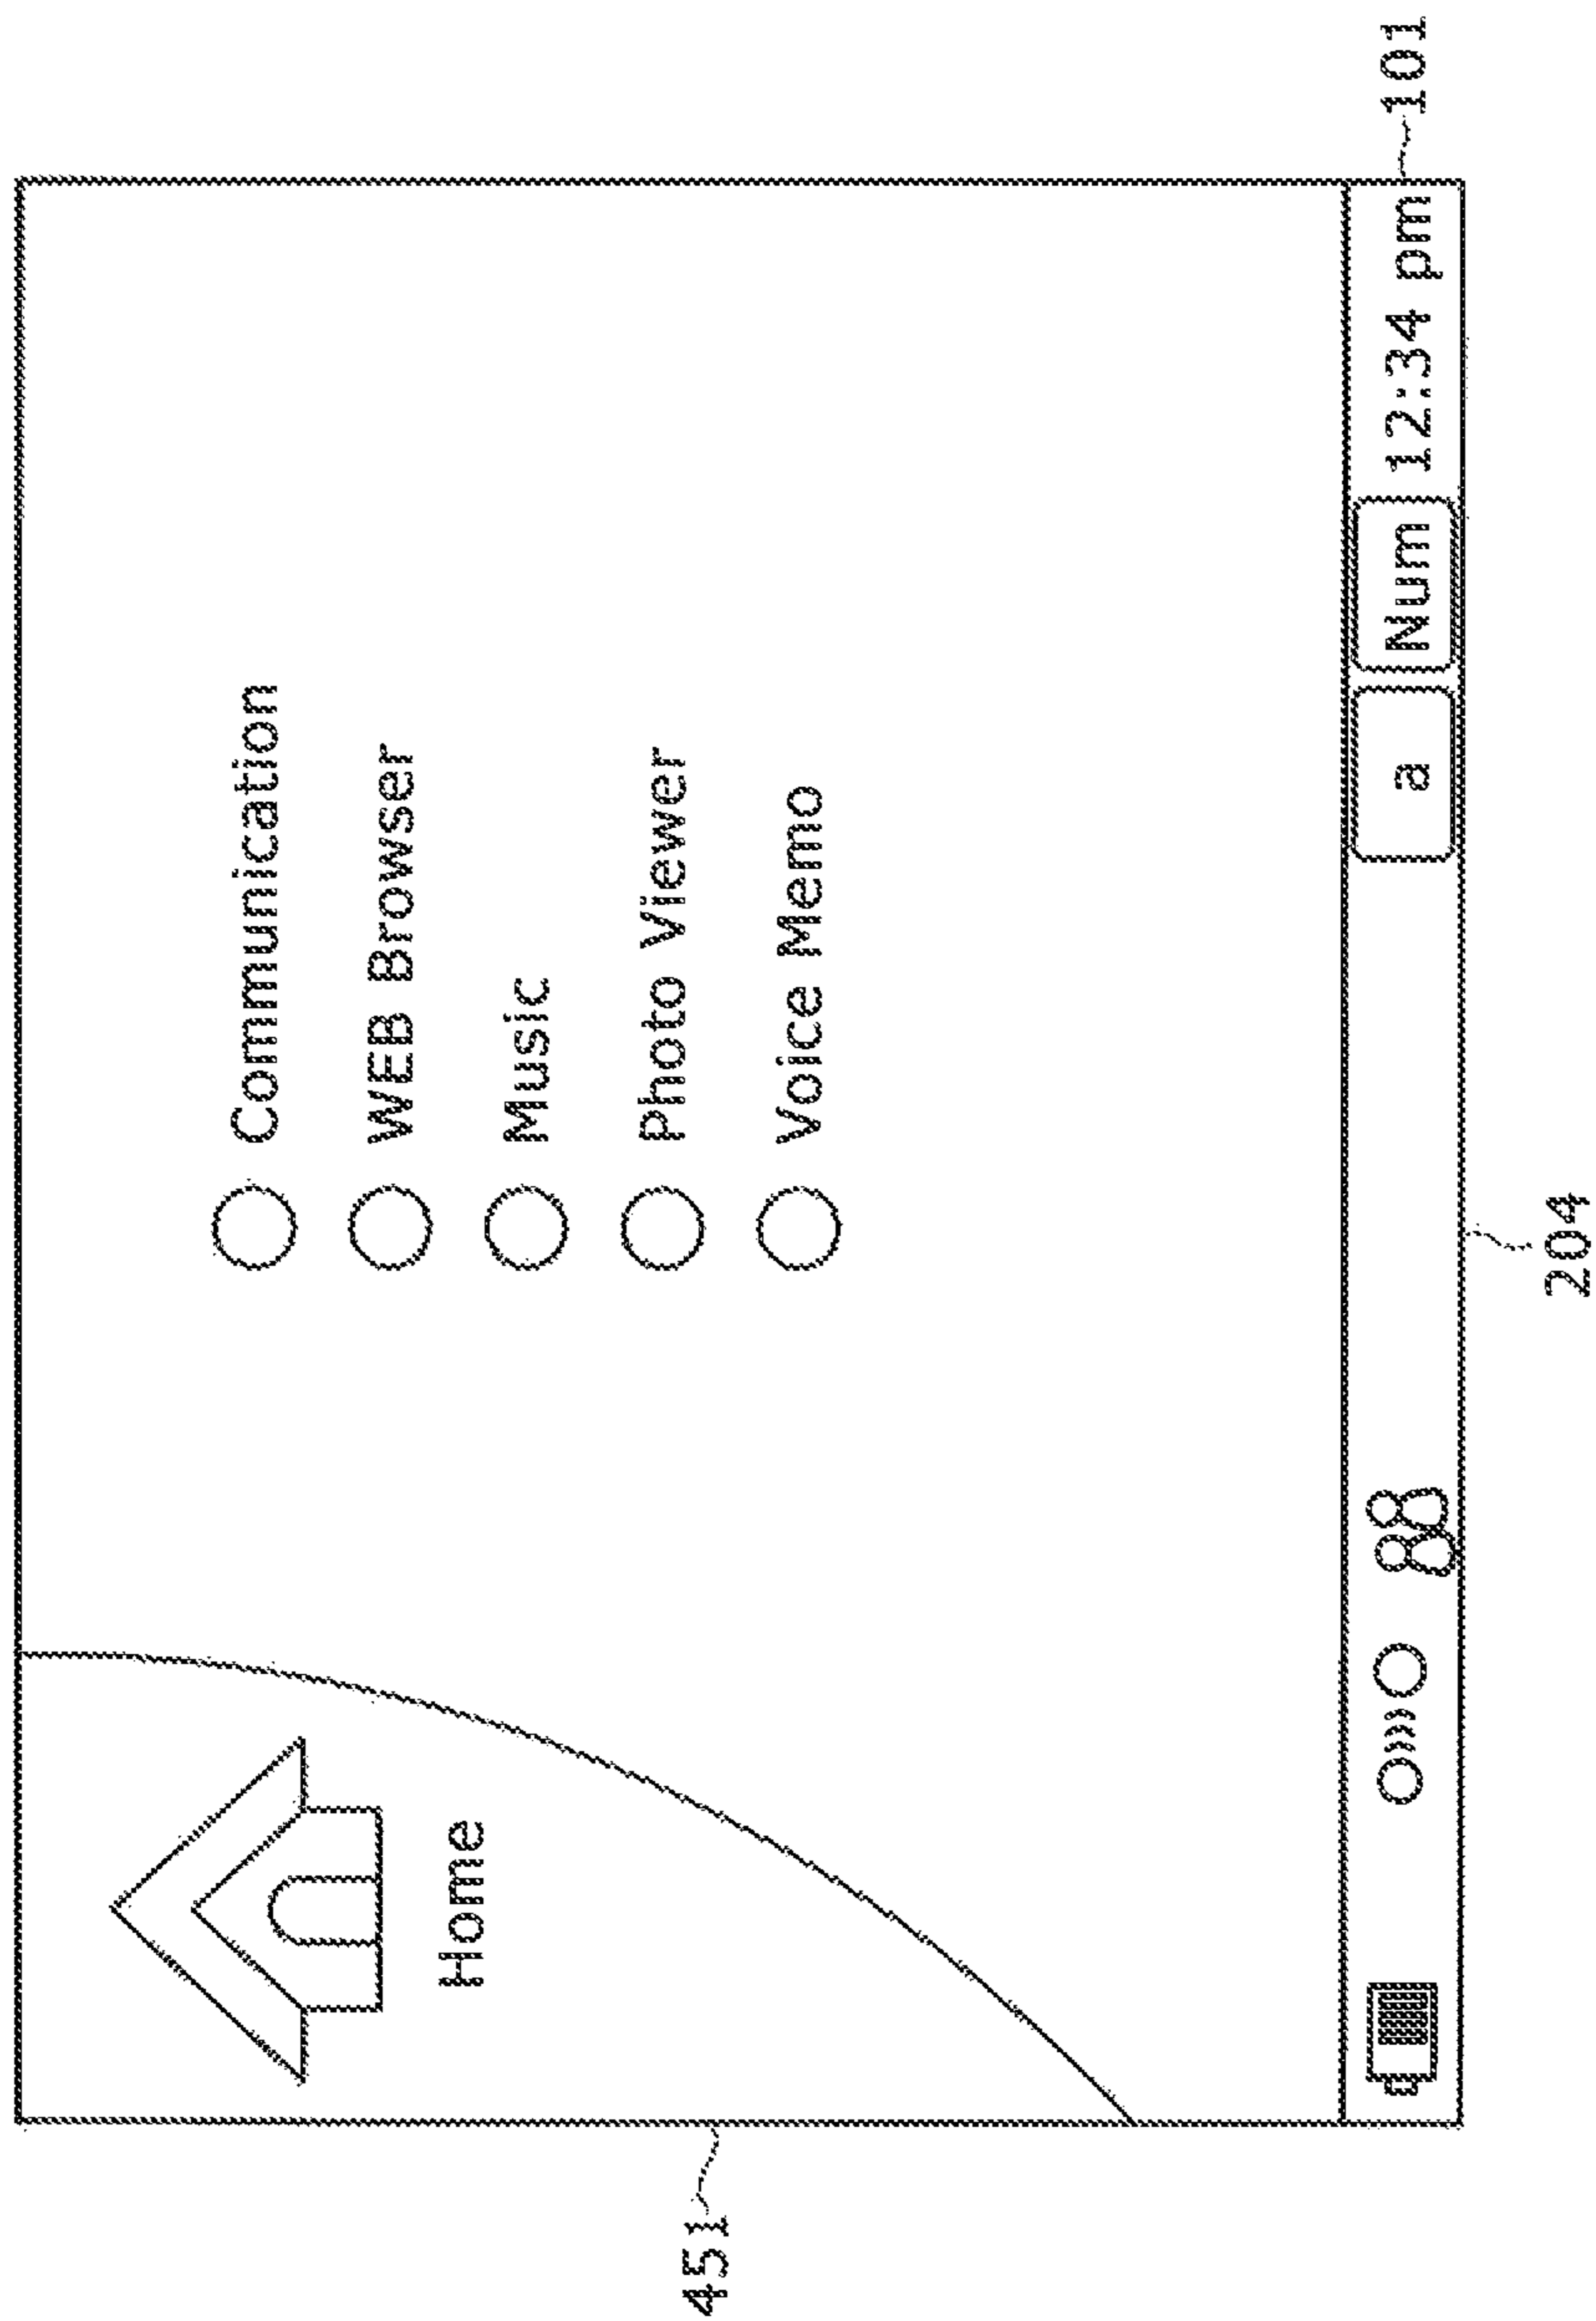 Home
Communication
WEB Browser
Music
Photo Viewer
Voice Memo
a Num 12:34 pm
451
204
101